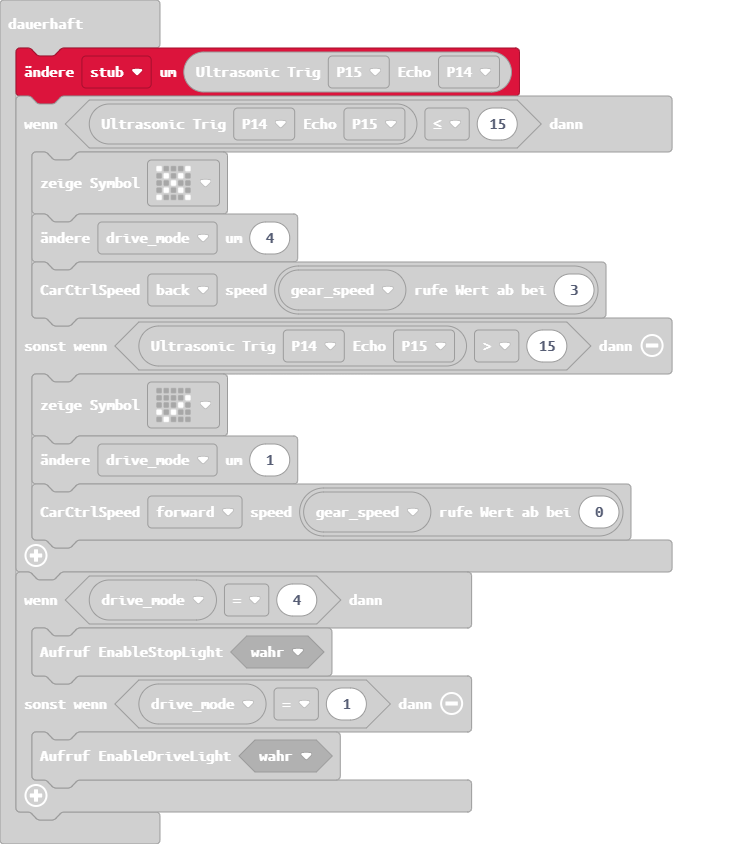 dauerhaft
ändere stub um Ultrasonic Trig P15 Echo P14
wenn Ultrasonic Trig P14 Echo P15 ≤ 15 dann
zeige Symbol
ändere drive_mode um 4
CarCtrlSpeed back speed gear_speed rufe Wert ab bei 3
sonst wenn Ultrasonic Trig P14 Echo P15 > 15 dann
zeige Symbol
ändere drive_mode um 1
CarCtrlSpeed forward speed gear_speed rufe Wert ab bei 0
wenn drive_mode = 4 dann
Aufruf EnableStopLight wahr
sonst wenn drive_mode = 1 dann
Aufruf EnableDriveLight wahr